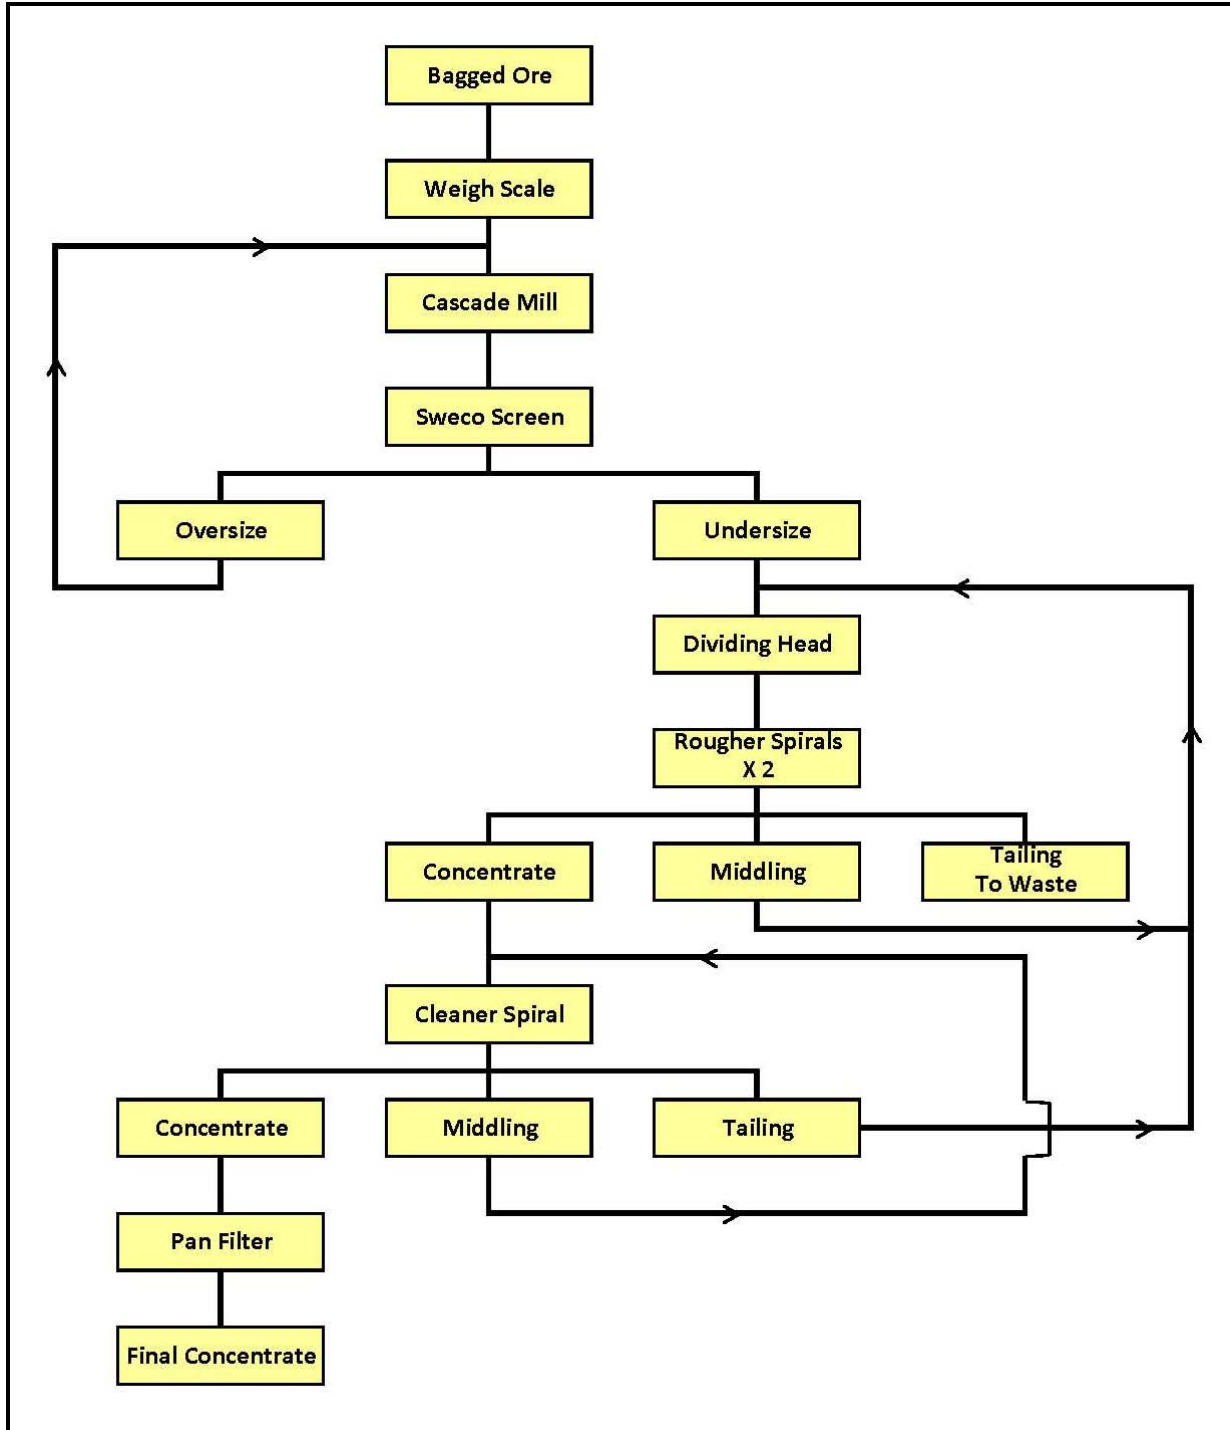 Bagged Ore
Weigh Scale
Cascade Mill
Sweco Screen
Oversize
Undersize
Dividing Head
Rougher Spirals
X 2
Concentrate
Middling
Tailing
To Waste
Cleaner Spiral
Concentrate
Middling
Tailing
Pan Filter
Final Concentrate